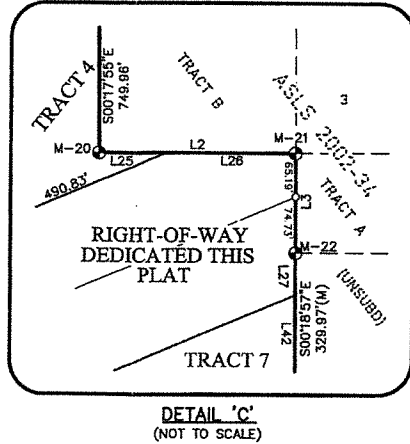 TRACT 4
S00°17'55"E
749.96'
TRACT B
ASLS 2002-34
3
M-20
L25
L2
L26
M-21
65.19'
74.73'
L3
TRACT A
490.83'
RIGHT-OF-WAY
DEDICATED THIS
PLAT
M-22
L27
L42
S00°18'57"E
329.97'(M)
(UNSUBD)
TRACT 7
DETAIL 'C'
(NOT TO SCALE)